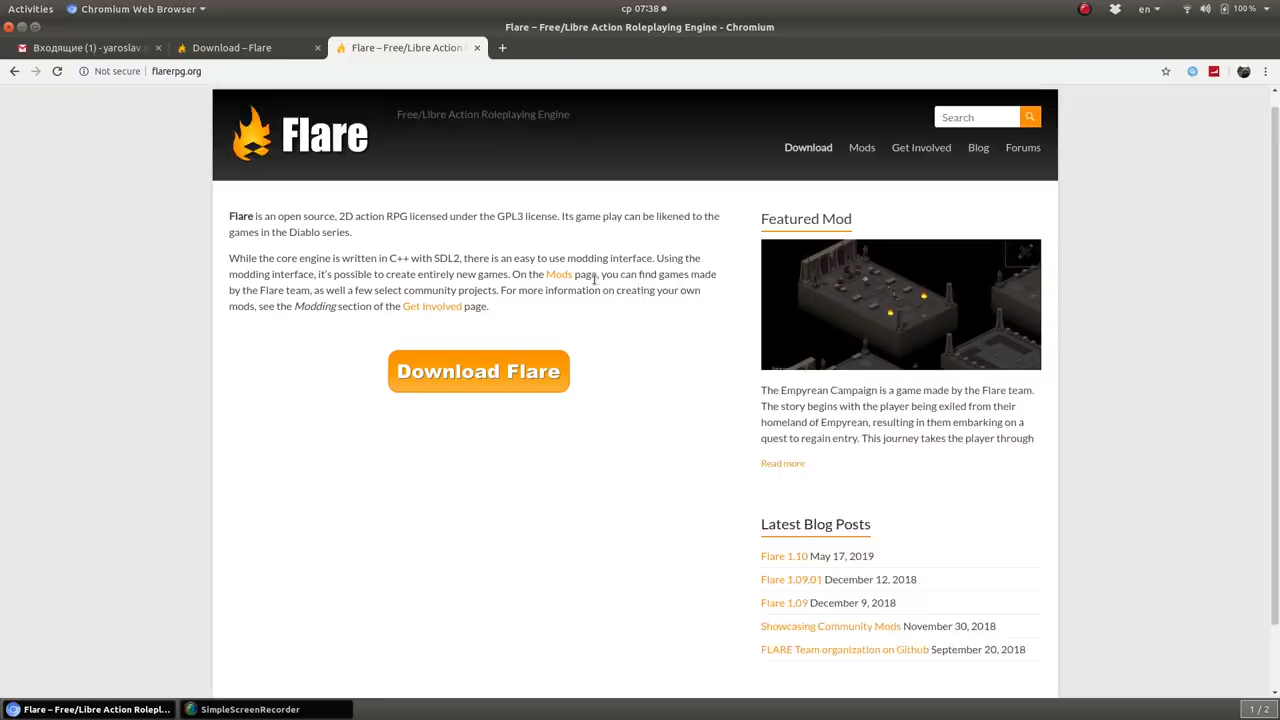 Activities
Chromium Web Browser
ср 07:38
en
100 %
Flare – Free/Libre Action Roleplaying Engine - Chromium
Входящие (1) - yaroslav.
Download – Flare
Flare – Free/Libre Action
Not secure
flarerpg.org
Flare
Free/Libre Action Roleplaying Engine
Search
Download
Mods
Get Involved
Blog
Forums
Flare is an open source, 2D action RPG licensed under the GPL3 license. Its game play can be likened to the
games in the Diablo series.
While the core engine is written in C++ with SDL2, there is an easy to use modding interface. Using the
modding interface, it's possible to create entirely new games. On the Mods page, you can find games made
by the Flare team, as well a few select community projects. For more information on creating your own
mods, see the Modding section of the Get Involved page.
Download Flare
Featured Mod
The Empyrean Campaign is a game made by the Flare team.
The story begins with the player being exiled from their
homeland of Empyrean, resulting in them embarking on a
quest to regain entry. This journey takes the player through
Read more
Latest Blog Posts
Flare 1.10 May 17, 2019
Flare 1.09.01 December 12, 2018
Flare 1.09 December 9, 2018
Showcasing Community Mods November 30, 2018
FLARE Team organization on Github September 20, 2018
Flare – Free/Libre Action Rolepl...
SimpleScreenRecorder
1 / 2